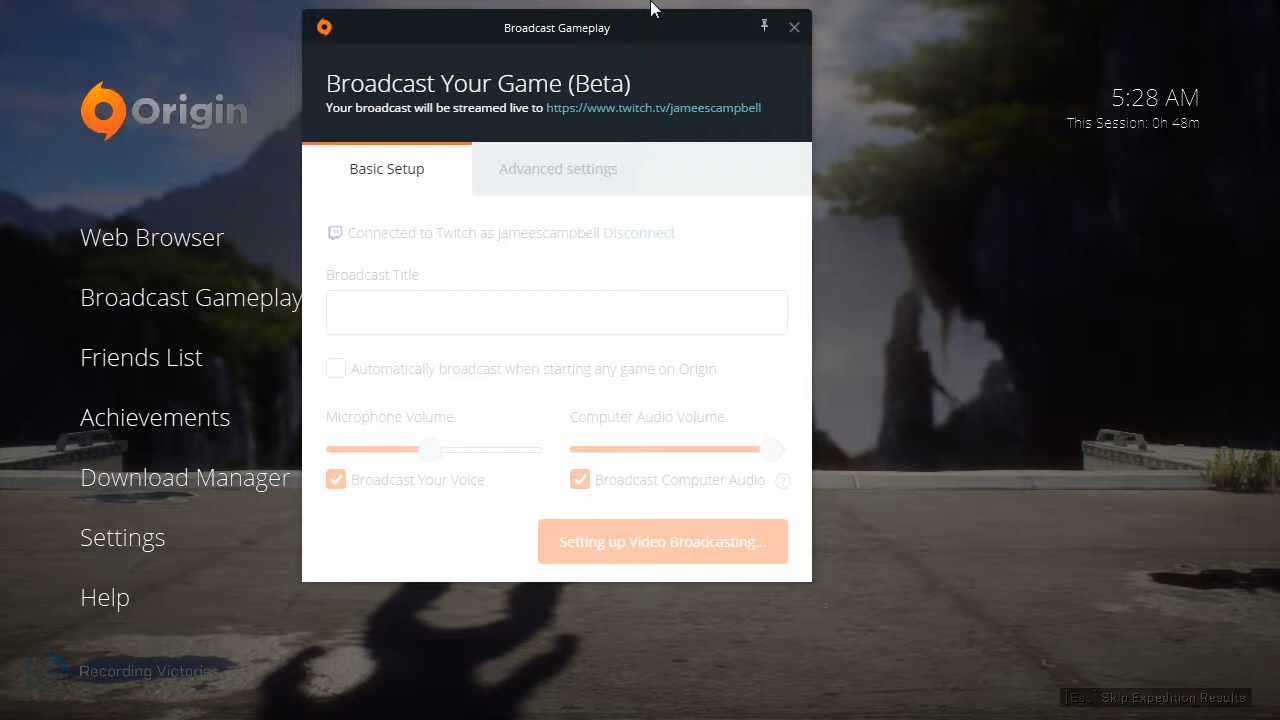 Broadcast Gameplay
Broadcast Your Game (Beta)
Your broadcast will be streamed live to https://www.twitch.tv/jameescampbell
Origin
5:28 AM
This Session: 0h 48m
Basic Setup
Advanced settings
Connected to Twitch as jameescampbell Disconnect
Broadcast Title
Automatically broadcast when starting any game on Origin
Microphone Volume
Computer Audio Volume
Broadcast Your Voice
Broadcast Computer Audio ?
Setting up Video Broadcasting...
Web Browser
Broadcast Gameplay
Friends List
Achievements
Download Manager
Settings
Help
Recording Victories
[Esc] Skip Expedition Results